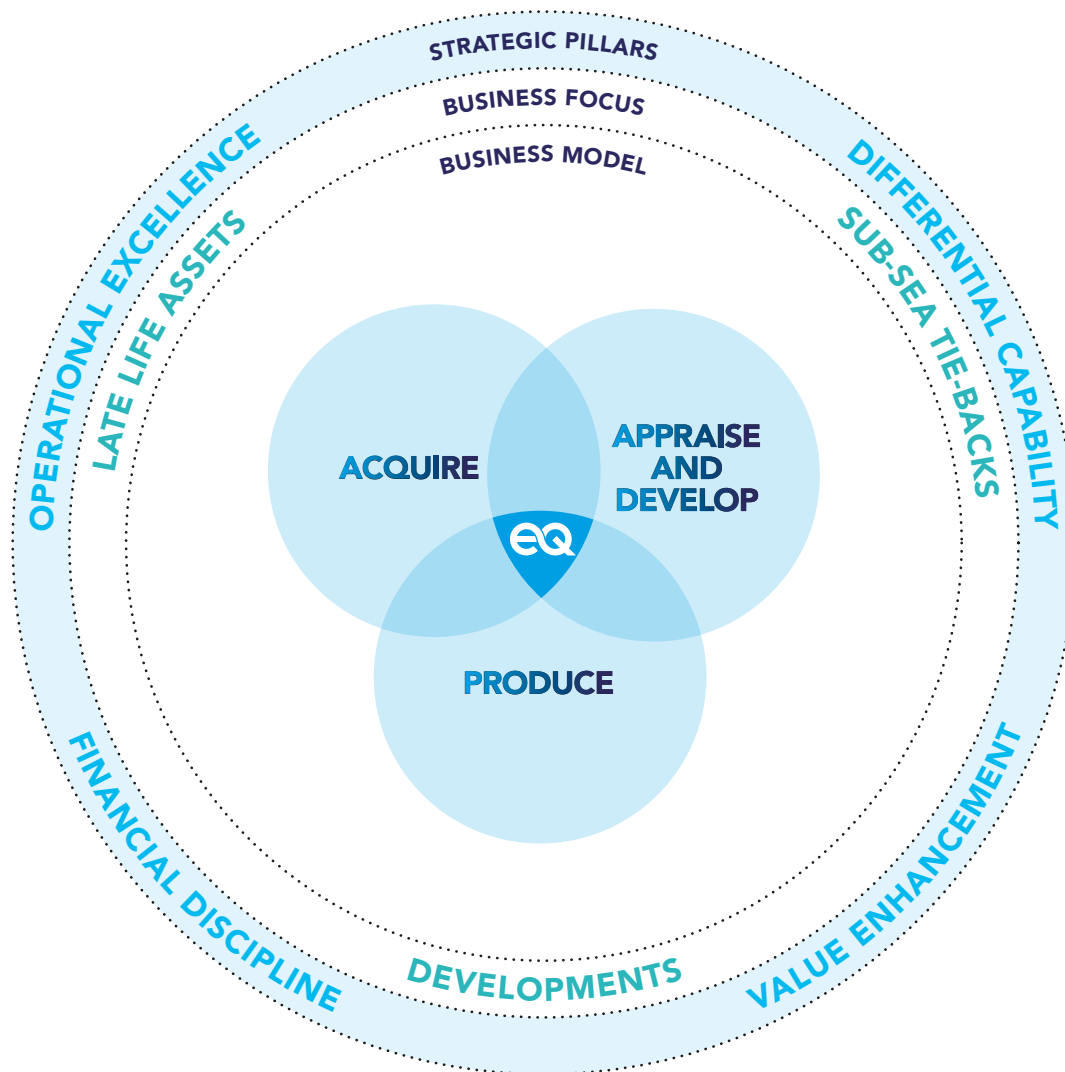 STRATEGIC PILLARS
BUSINESS FOCUS
BUSINESS MODEL
OPERATIONAL EXCELLENCE
DIFFERENTIAL CAPABILITY
LATE LIFE ASSETS
SUB-SEA TIE-BACKS
ACQUIRE
APPRAISE
AND
DEVELOP
eQ
PRODUCE
FINANCIAL DISCIPLINE
VALUE ENHANCEMENT
DEVELOPMENTS